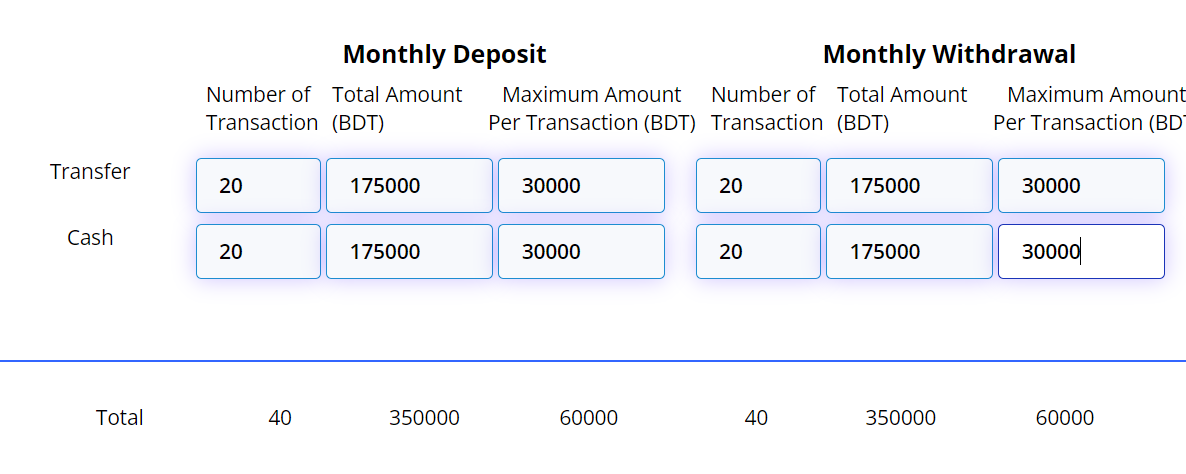 Monthly Deposit Monthly Withdrawal
Number of Total Amount Maximum Amount Number of Total Amount Maximum Amount
Transaction (BDT) Per Transaction (BDT) Transaction (BDT) Per Transaction (BDT
Transfer 20 175000 30000 20 175000 30000
Cash 20 175000 30000 20 175000 30000
Total 40 350000 60000 40 350000 60000